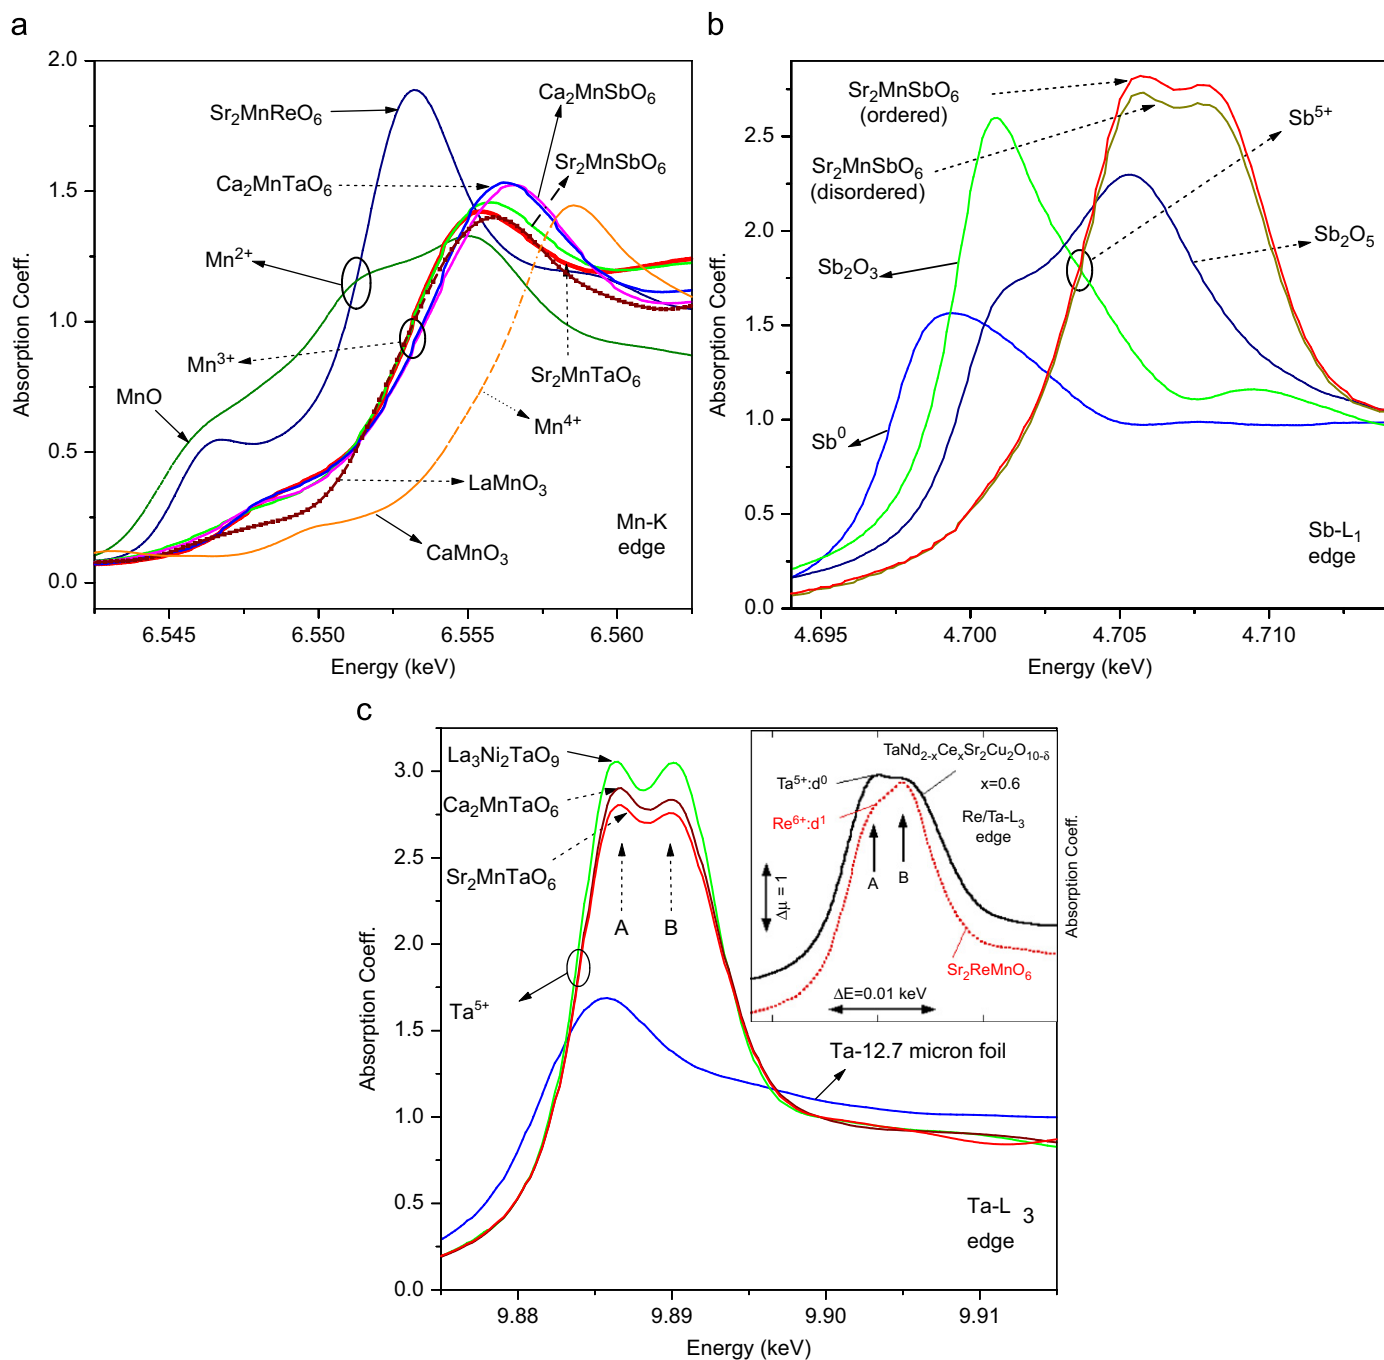 a
2.0
1.5
1.0
0.5
0.0
Absorption Coeff.
6.545
6.550
6.555
6.560
Energy (keV)
Sr₂MnReO₆
Ca₂MnSbO₆
Sr₂MnSbO₆
Ca₂MnTaO₆
Mn²⁺
Mn³⁺
MnO
Sr₂MnTaO₆
Mn⁴⁺
LaMnO₃
CaMnO₃
Mn-K
edge
b
2.5
2.0
1.5
1.0
0.5
0.0
Absorption Coeff.
4.695
4.700
4.705
4.710
Energy (keV)
Sr₂MnSbO₆
(ordered)
Sb⁵⁺
Sr₂MnSbO₆
(disordered)
Sb₂O₃
Sb₂O₅
Sb⁰
Sb-L₁
edge
c
3.0
2.5
2.0
1.5
1.0
0.5
0.0
Absorption Coeff.
9.88
9.89
9.90
9.91
Energy (keV)
La₃Ni₂TaO₉
Ca₂MnTaO₆
Sr₂MnTaO₆
A
B
Ta⁵⁺
Ta-12.7 micron foil
Ta-L ₃
edge
TaNd₂₋ₓCeₓSr₂Cu₂O₁₀₋δ
x=0.6
Ta⁵⁺:d⁰
Re⁶⁺:d¹
Re/Ta-L₃
edge
A
B
Δμ = 1
Sr₂ReMnO₆
ΔE=0.01 keV
Absorption Coeff.